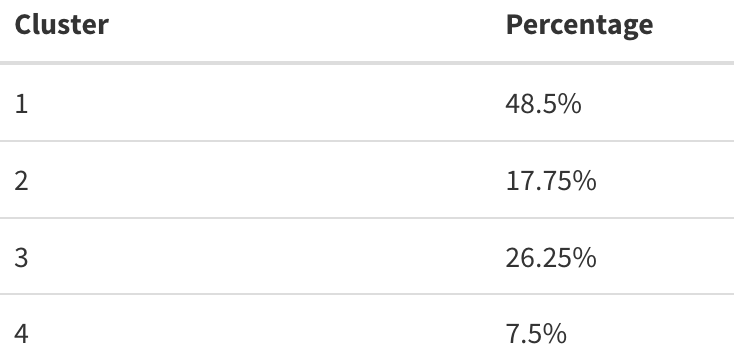 Cluster Percentage
1 48.5%
2 17.75%
3 26.25%
4 7.5%